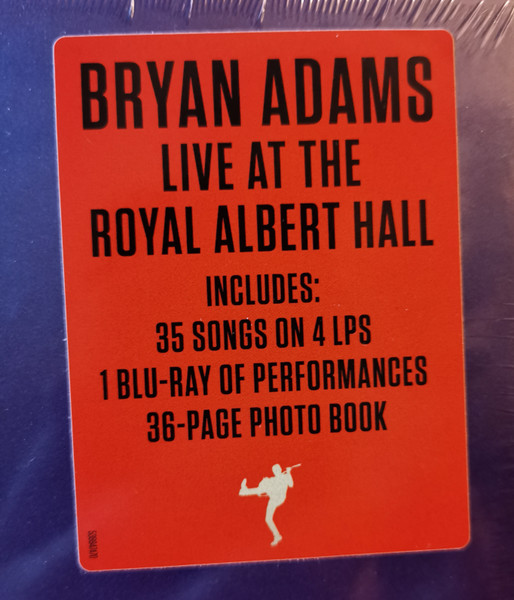 BRYAN ADAMS
LIVE AT THE
ROYAL ALBERT HALL
INCLUDES:
35 SONGS ON 4 LPS
1 BLU-RAY OF PERFORMANCES
36-PAGE PHOTO BOOK